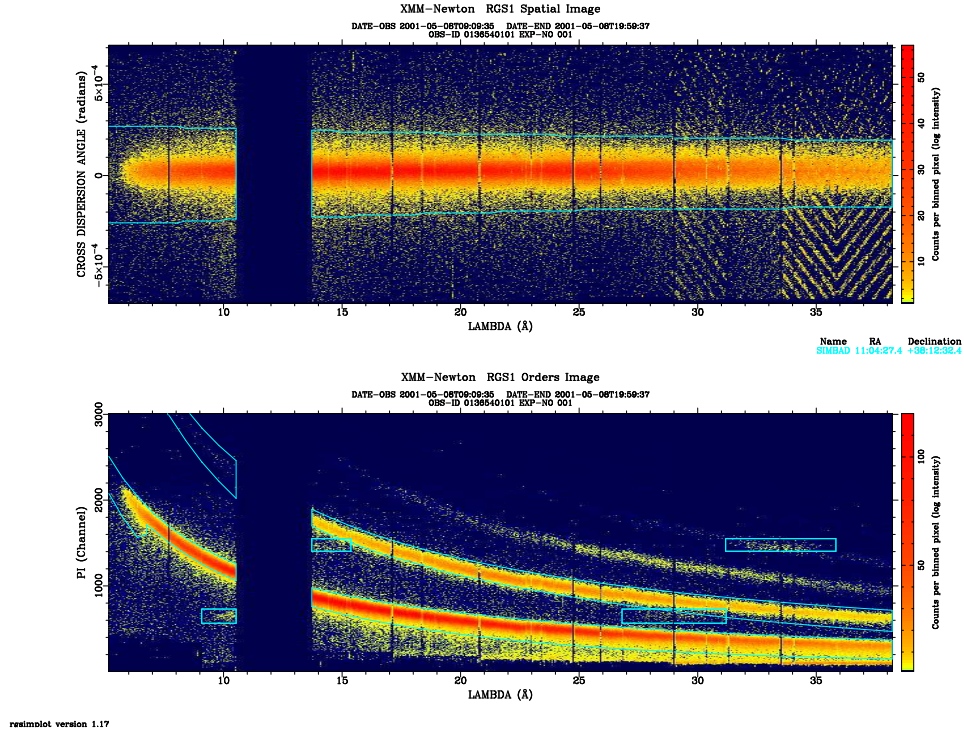 XMM-Newton RGS1 Spatial Image
DATE-OBS 2001-05-08T09:09:35 DATE-END 2001-05-08T19:59:37
OBS-ID 0136540101 EXP-NO 001
CROSS DISPERSION ANGLE (radians)
5×10⁻⁴
0
−5×10⁻⁴
10 15 20 25 30 35
LAMBDA (Å)
10 20 30 40 50
Counts per binned pixel (log intensity)
Name RA Declination
SIMBAD 11:04:27.4 +38:12:32.4
XMM-Newton RGS1 Orders Image
DATE-OBS 2001-05-08T09:09:35 DATE-END 2001-05-08T19:59:37
OBS-ID 0136540101 EXP-NO 001
PI (Channel)
3000
2000
1000
10 15 20 25 30 35
LAMBDA (Å)
50 100
Counts per binned pixel (log intensity)
rgsimplot version 1.17